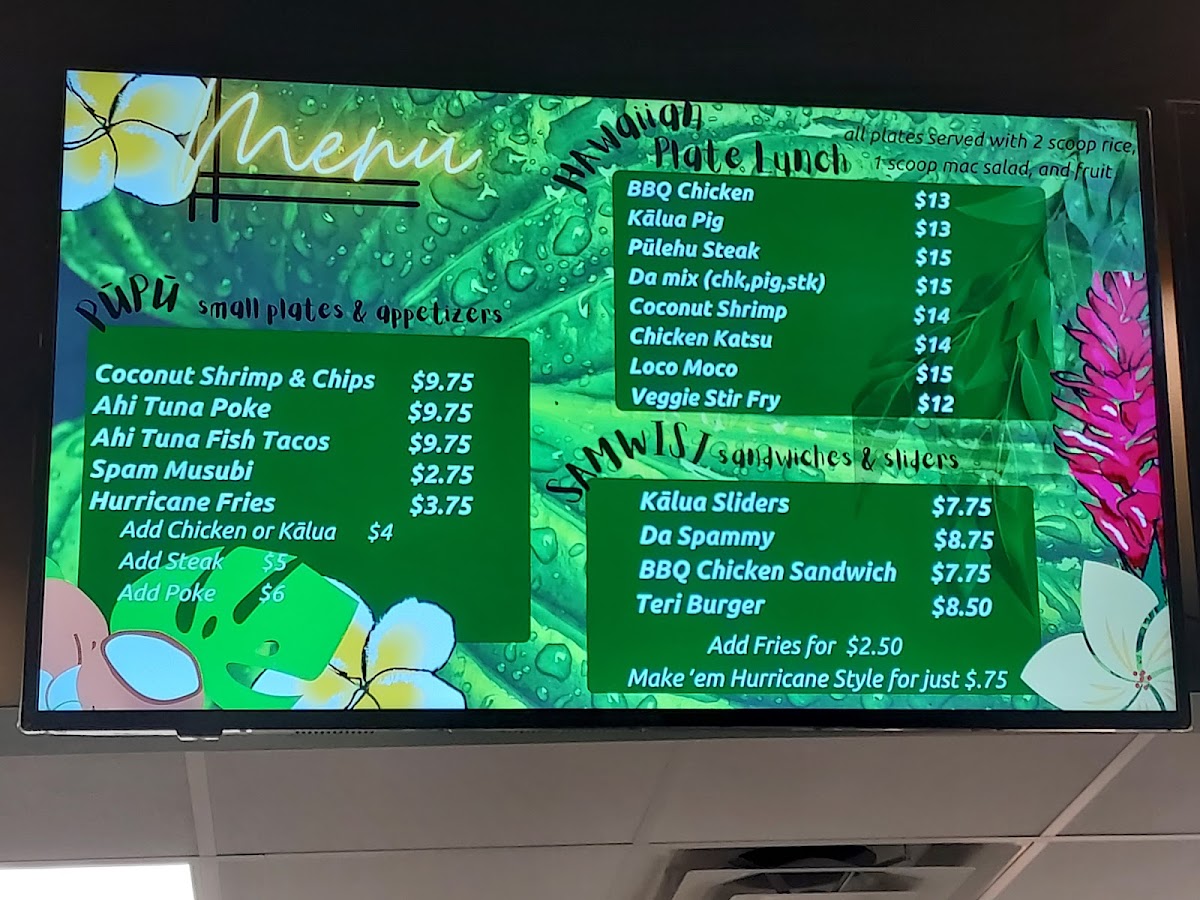 Menu
PŪPŪ small plates & appetizers
Coconut Shrimp & Chips $9.75
Ahi Tuna Poke $9.75
Ahi Tuna Fish Tacos $9.75
Spam Musubi $2.75
Hurricane Fries $3.75
Add Chicken or Kālua $4
Add Steak $5
Add Poke $6
HAWAiiAN
Plate Lunch
all plates served with 2 scoop rice,
1 scoop mac salad, and fruit
BBQ Chicken $13
Kālua Pig $13
Pūlehu Steak $15
Da mix (chk,pig,stk) $15
Coconut Shrimp $14
Chicken Katsu $14
Loco Moco $15
Veggie Stir Fry $12
SAMWIST sandwiches & sliders
Kālua Sliders $7.75
Da Spammy $8.75
BBQ Chicken Sandwich $7.75
Teri Burger $8.50
Add Fries for $2.50
Make 'em Hurricane Style for just $.75